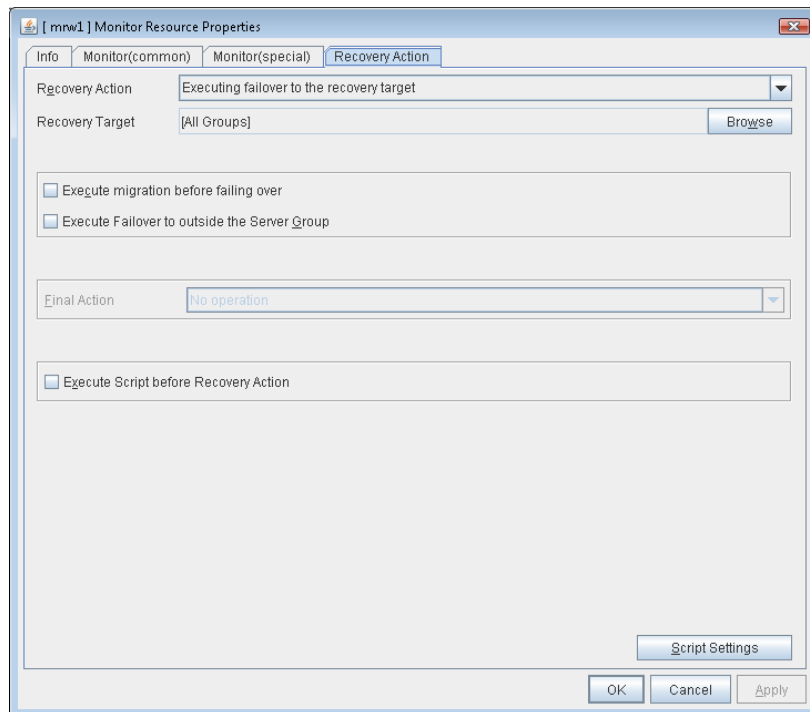 [ mrw1 ] Monitor Resource Properties
Info Monitor(common) Monitor(special) Recovery Action
Recovery Action Executing failover to the recovery target
Recovery Target [All Groups] Browse
Execute migration before failing over
Execute Failover to outside the Server Group
Final Action No operation
Execute Script before Recovery Action
Script Settings
OK Cancel Apply